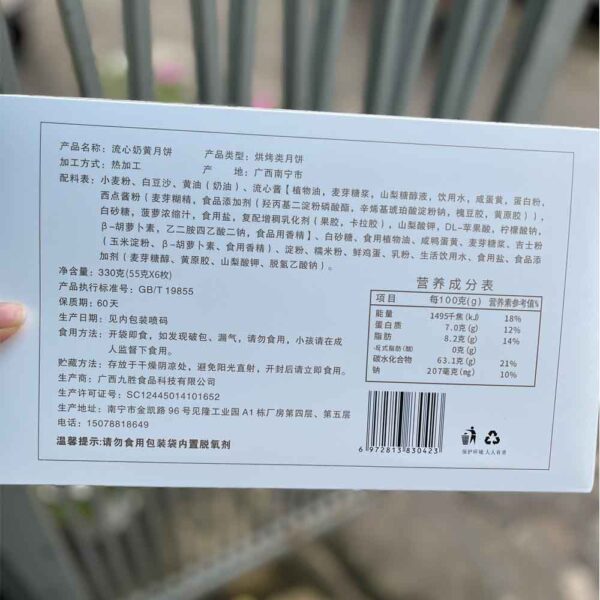 产品名称：流心奶黄月饼 产品类型：烘烤类月饼
加工方式：热加工 产 地：广西南宁市
配料表：小麦粉、白豆沙、黄油（奶油）、流心酱【植物油，麦芽糖浆，山梨糖醇液，饮用水，咸蛋黄，蛋白粉，
西点酱粉（麦芽糊精，食品添加剂（羟丙基二淀粉磷酸酯，辛烯基琥珀酸淀粉钠，槐豆胶，黄原胶）），
白砂糖，菠萝浓缩汁，食用盐，复配增稠乳化剂（果胶，卡拉胶），山梨酸钾，DL-苹果酸，柠檬酸钠，
β-胡萝卜素，乙二胺四乙酸二钠，食品用香精】、白砂糖、食用植物油、咸鸭蛋黄、麦芽糖浆、吉士粉
（玉米淀粉、β-胡萝卜素、食用香精）、淀粉、糯米粉、鲜鸡蛋、乳粉、生活饮用水、食用盐、食品添
加剂（麦芽糖醇、黄原胶、山梨酸钾、脱氢乙酸钠）
净含量：330克(55克X6枚)
产品执行标准号：GB/T 19855
保质期：60天
生产日期：见内包装喷码
食用方法：开袋即食，如发现破包、漏气，请勿食用，小孩请在成
人监督下食用。
贮藏方法：存放于干燥阴凉处，避免阳光直射，开封后请立即食用。
生产商：广西九胜食品科技有限公司
生产许可证号：SC12445014101652
生产地址：南宁市金凯路96号见隆工业园A1栋厂房第四层、第五层
电话：15078818649
温馨提示:请勿食用包装袋内置脱氧剂
营养成分表
项目 每100克(g) 营养素参考值%
能量 1495千焦(kJ) 18%
蛋白质 7.0克(g) 12%
脂肪 8.2克(g) 14%
-反式脂肪(酸) 0克(g)
碳水化合物 63.1克(g) 21%
钠 207毫克(mg) 10%
6 972813 830423
保护环境 人人有责